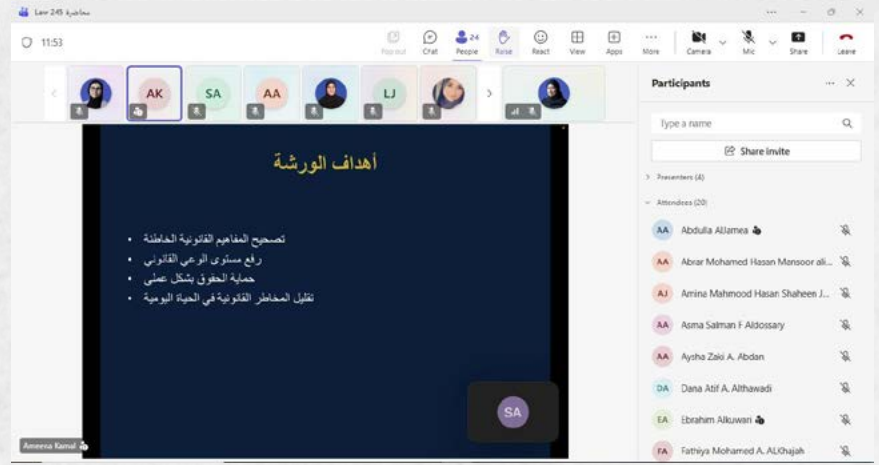 محاضرة Law 245
11:53
Pop out
Chat
24
People
Raise
React
View
Apps
More
Camera
Mic
Share
Leave
AK
SA
AA
LJ
أهداف الورشة
• تصحيح المفاهيم القانونية الخاطئة
• رفع مستوى الوعي القانوني
• حماية الحقوق بشكل عملي
• تقليل المخاطر القانونية في الحياة اليومية
SA
Ameena Kamal
Participants
Type a name
Share invite
Presenters (4)
Attendees (20)
AA Abdulla AlJamea
AA Abrar Mohamed Hasan Mansoor ali...
AJ Amina Mahmood Hasan Shaheen J...
AA Asma Salman F Aldossary
AA Aysha Zaki A. Abdan
DA Dana Atif A. Althawadi
EA Ebrahim Alkuwari
FA Fathiya Mohamed A. ALKhajah